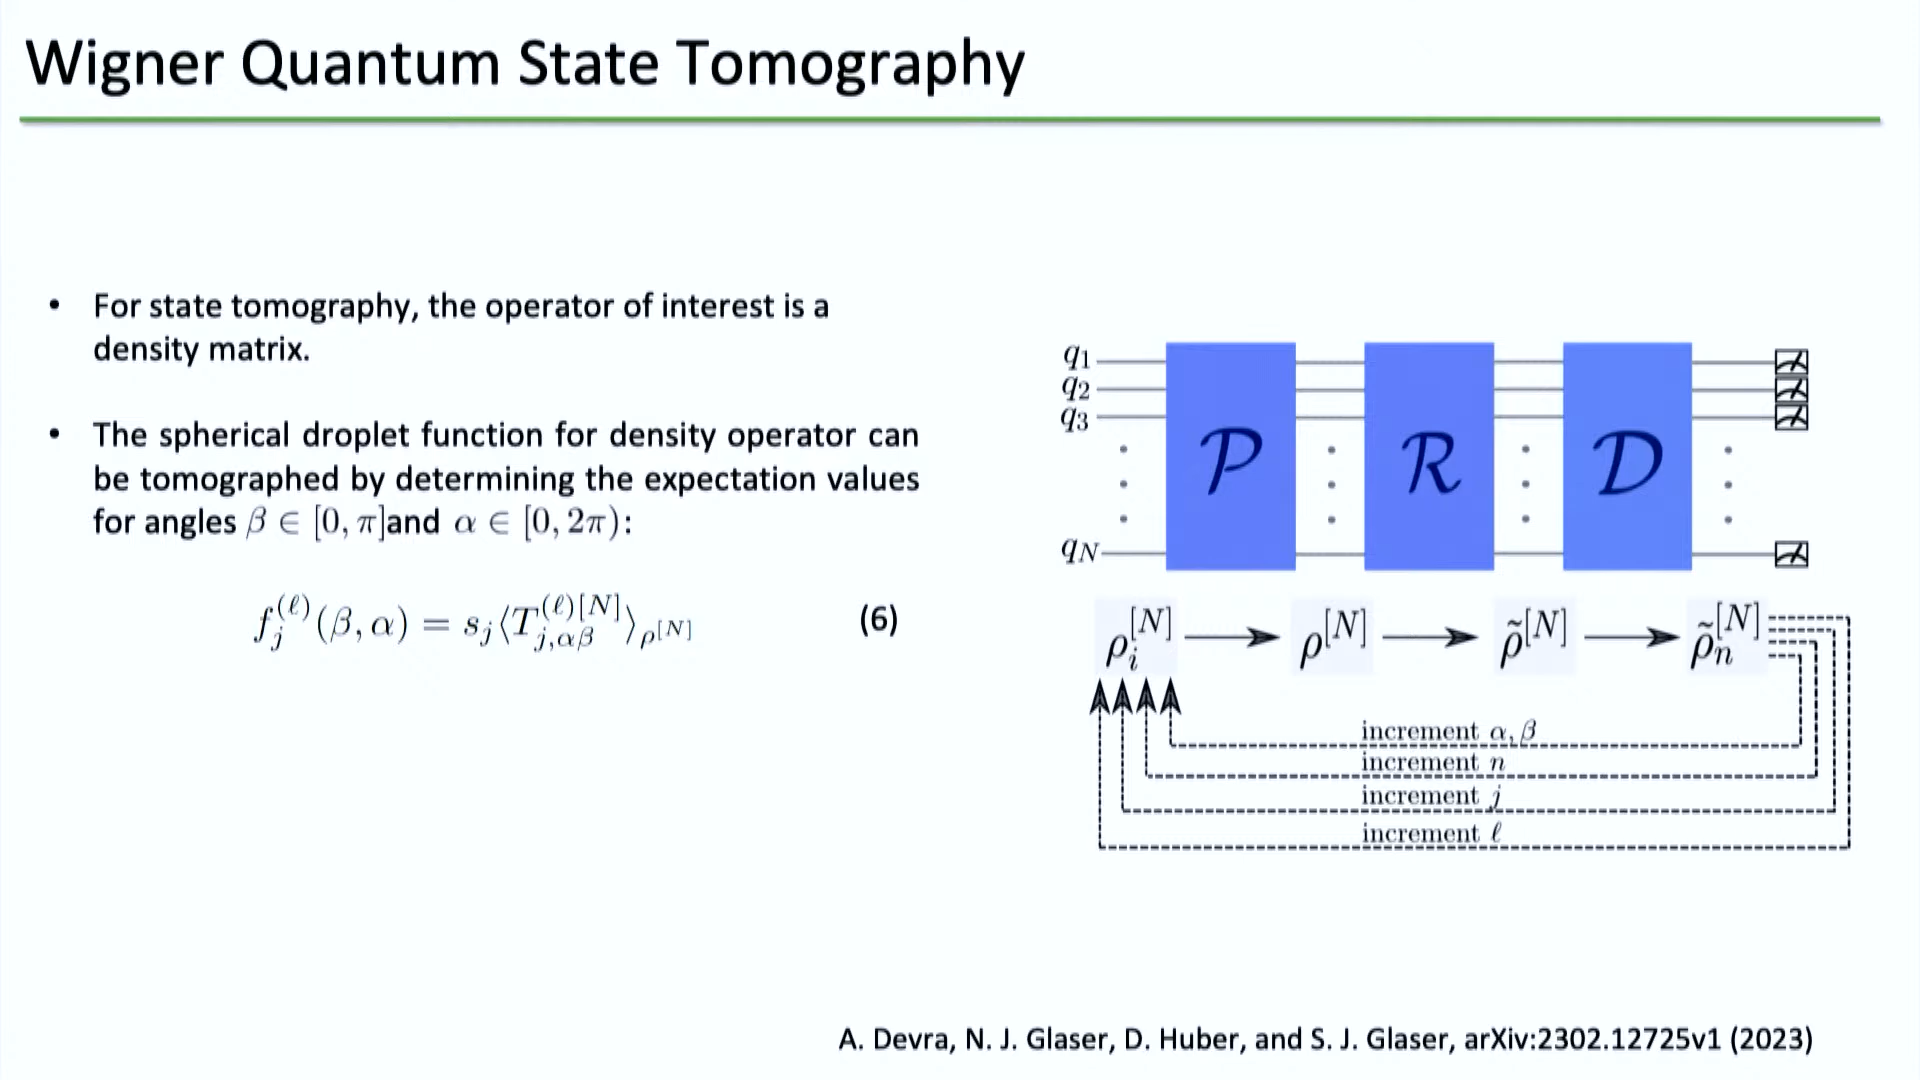 Wigner Quantum State Tomography
• For state tomography, the operator of interest is a
density matrix.
• The spherical droplet function for density operator can
be tomographed by determining the expectation values
for angles β ∈ [0, π]and α ∈ [0, 2π):
f_j^{(ℓ)}(β, α) = s_j⟨T_{j,αβ}^{(ℓ)[N]}⟩_{ρ^{[N]}} (6)
q₁
q₂
q₃
q_N
𝒫 ℛ 𝒟
ρ_i^{[N]} ρ^{[N]} ρ̃^{[N]} ρ̃_n^{[N]}
increment α, β
increment n
increment j
increment ℓ
A. Devra, N. J. Glaser, D. Huber, and S. J. Glaser, arXiv:2302.12725v1 (2023)